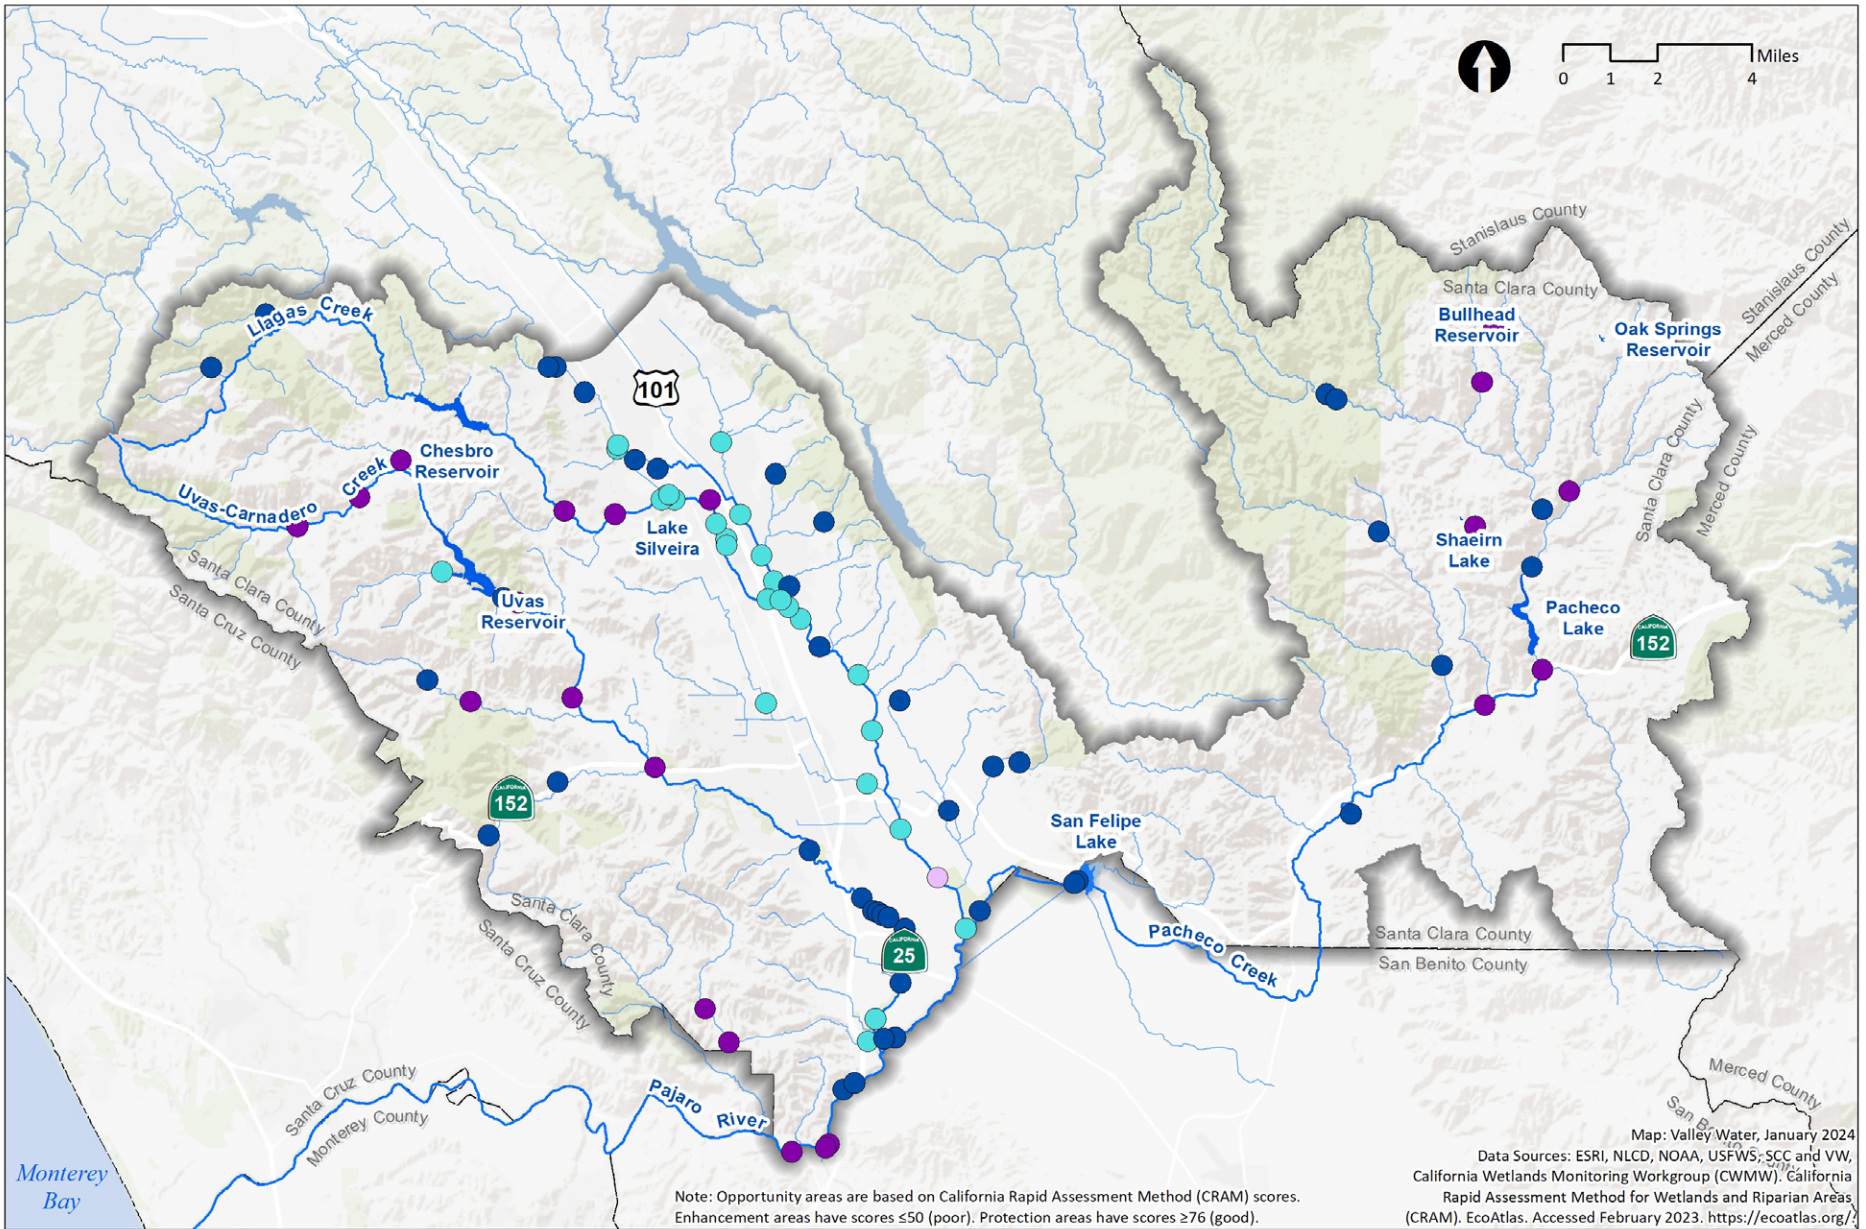 Miles
0 1 2 4
Stanislaus County
Santa Clara County
Stanislaus County
Merced County
Bullhead
Reservoir
Oak Springs
Reservoir
Llagas Creek
101
Chesbro
Reservoir
Uvas-Carnadero Creek
Santa Clara County
Merced County
Lake
Silveira
Shaeirn
Lake
Santa Clara County
Santa Cruz County
Uvas
Reservoir
Pacheco
Lake
CALIFORNIA
152
CALIFORNIA
152
San Felipe
Lake
Santa Clara County
Santa Cruz County
CALIFORNIA
25
Pacheco Creek
Santa Clara County
San Benito County
Santa Cruz County
Monterey County
Pajaro River
Merced County
Monterey
Bay
Map: Valley Water, January 2024
Data Sources: ESRI, NLCD, NOAA, USFWS, SCC and VW,
California Wetlands Monitoring Workgroup (CWMW). California
Rapid Assessment Method for Wetlands and Riparian Areas
(CRAM). EcoAtlas. Accessed February 2023. https://ecoatlas.org/
Note: Opportunity areas are based on California Rapid Assessment Method (CRAM) scores.
Enhancement areas have scores ≤50 (poor). Protection areas have scores ≥76 (good).